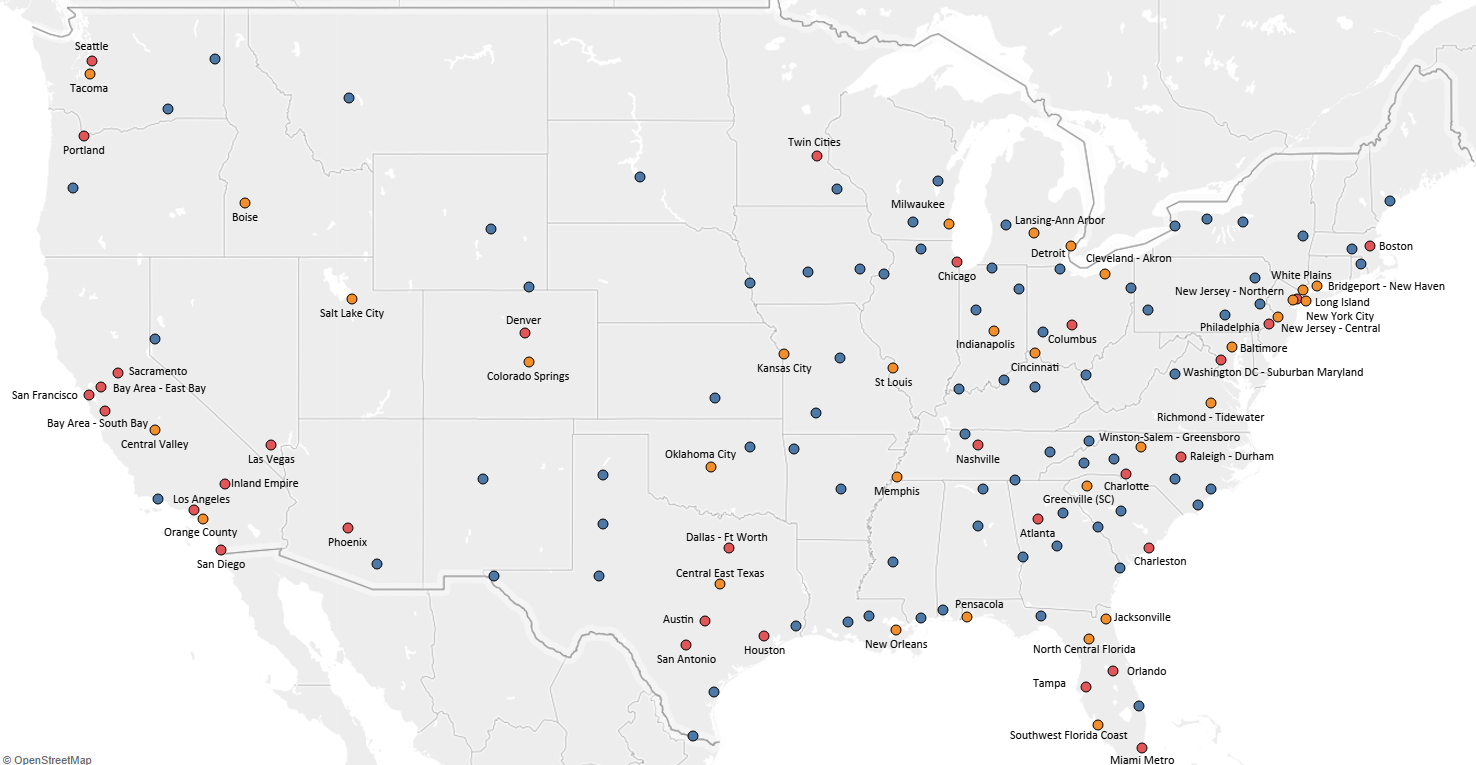 Seattle
Tacoma
Portland
Twin Cities
Boise
Milwaukee
Lansing-Ann Arbor
Detroit
Boston
Cleveland - Akron
Chicago
White Plains
Bridgeport - New Haven
New Jersey - Northern
Long Island
New York City
Salt Lake City
Denver
Philadelphia
New Jersey - Central
Columbus
Indianapolis
Baltimore
Cincinnati
Kansas City
Colorado Springs
St Louis
Washington DC - Suburban Maryland
Sacramento
Bay Area - East Bay
San Francisco
Bay Area - South Bay
Richmond - Tidewater
Central Valley
Winston-Salem - Greensboro
Las Vegas
Oklahoma City
Nashville
Raleigh - Durham
Inland Empire
Memphis
Charlotte
Los Angeles
Greenville (SC)
Orange County
Phoenix
Dallas - Ft Worth
Atlanta
San Diego
Charleston
Central East Texas
Pensacola
Austin
Jacksonville
New Orleans
Houston
North Central Florida
San Antonio
Orlando
Tampa
Southwest Florida Coast
Miami Metro
© OpenStreetMap